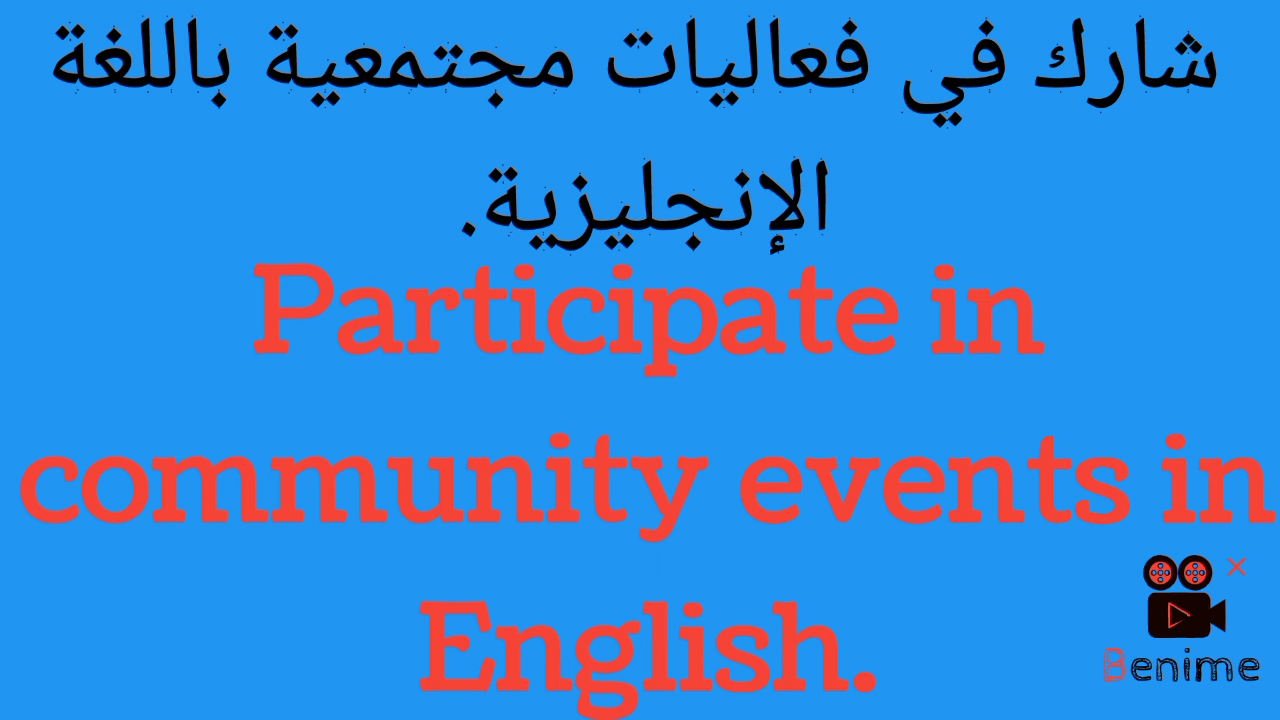 شارك في فعاليات مجتمعية باللغة
الإنجليزية.
Participate in
community events in
English.
Benime